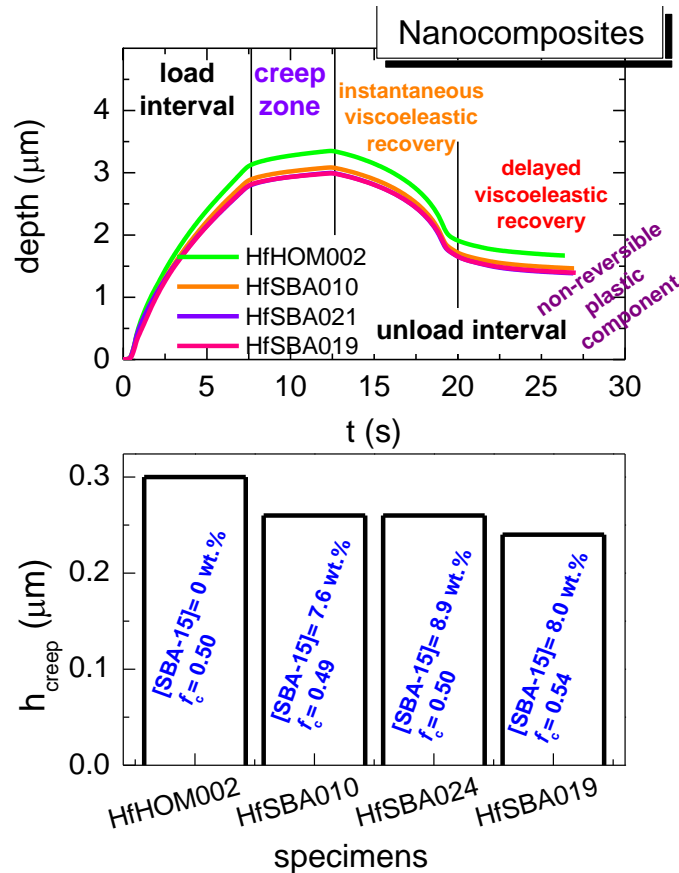 Nanocomposites
load
interval
creep
zone
instantaneous
viscoeleastic
recovery
delayed
viscoeleastic
recovery
non-reversible
plastic
component
unload interval
HfHOM002
HfSBA010
HfSBA021
HfSBA019
depth (μm)
4
3
2
1
0
0 5 10 15 20 25 30
t (s)
h_creep (μm)
0.3
0.2
0.1
0.0
[SBA-15]= 0 wt.%
f_c = 0.50
[SBA-15]= 7.6 wt.%
f_c = 0.49
[SBA-15]= 8.9 wt.%
f_c = 0.50
[SBA-15]= 8.0 wt.%
f_c = 0.54
HfHOM002
HfSBA010
HfSBA024
HfSBA019
specimens